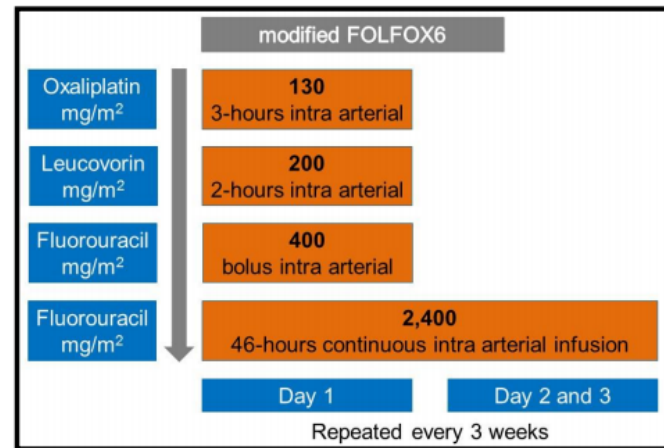 modified FOLFOX6
Oxaliplatin
mg/m²
130
3-hours intra arterial
Leucovorin
mg/m²
200
2-hours intra arterial
Fluorouracil
mg/m²
400
bolus intra arterial
Fluorouracil
mg/m²
2,400
46-hours continuous intra arterial infusion
Day 1
Day 2 and 3
Repeated every 3 weeks